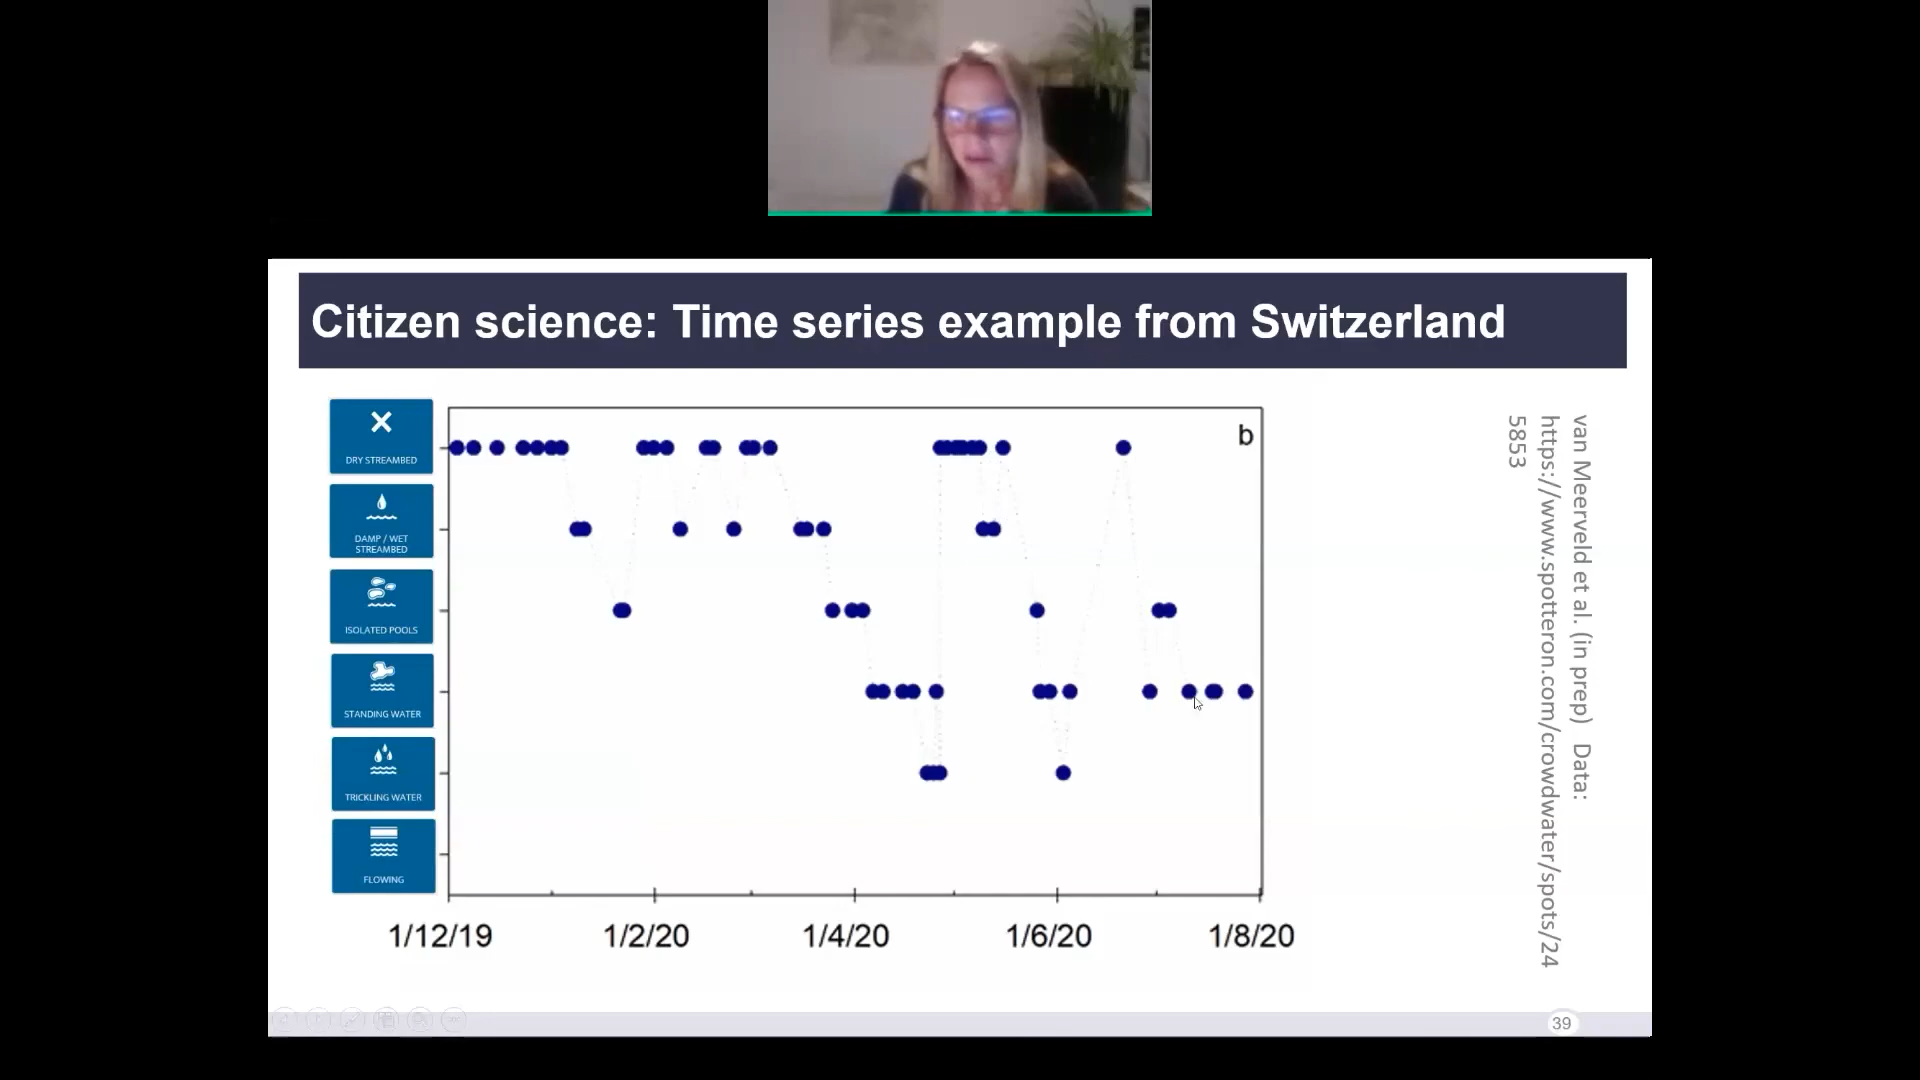 Citizen science: Time series example from Switzerland
DRY STREAMBED
DAMP / WET
STREAMBED
ISOLATED POOLS
STANDING WATER
TRICKLING WATER
FLOWING
b
1/12/19
1/2/20
1/4/20
1/6/20
1/8/20
van Meerveld et al. (in prep) Data:
https://www.spotteron.com/crowdwater/spots/24
5853
39